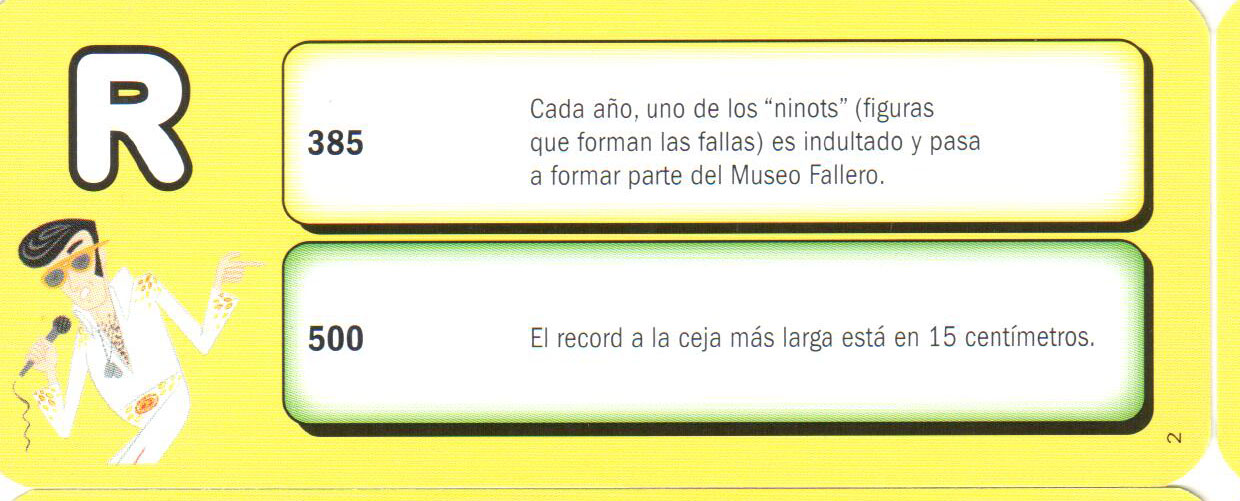 R
385
Cada año, uno de los “ninots” (figuras
que forman las fallas) es indultado y pasa
a formar parte del Museo Fallero.
500
El record a la ceja más larga está en 15 centímetros.
2